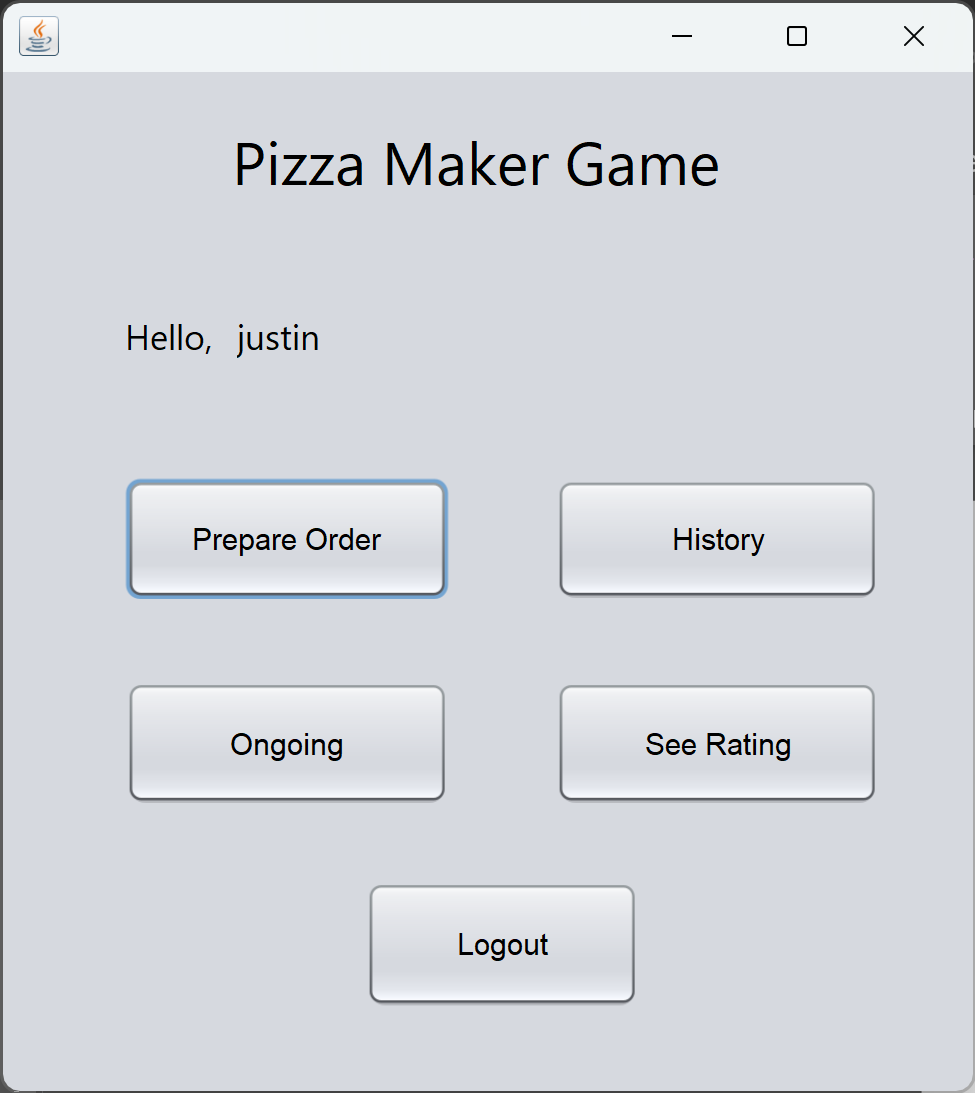 Pizza Maker Game
Hello, justin
Prepare Order
History
Ongoing
See Rating
Logout